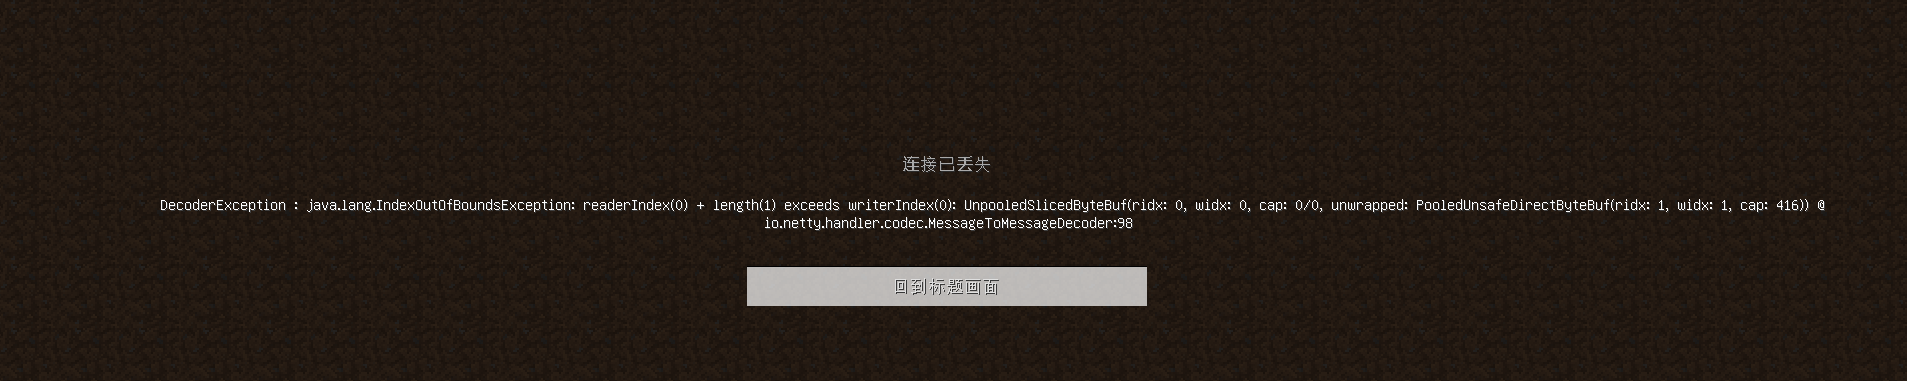 连接已丢失
DecoderException : java.lang.IndexOutOfBoundsException: readerIndex(0) + length(1) exceeds writerIndex(0): UnpooledSlicedByteBuf(ridx: 0, widx: 0, cap: 0/0, unwrapped: PooledUnsafeDirectByteBuf(ridx: 1, widx: 1, cap: 416)) @
io.netty.handler.codec.MessageToMessageDecoder:98
回到标题画面